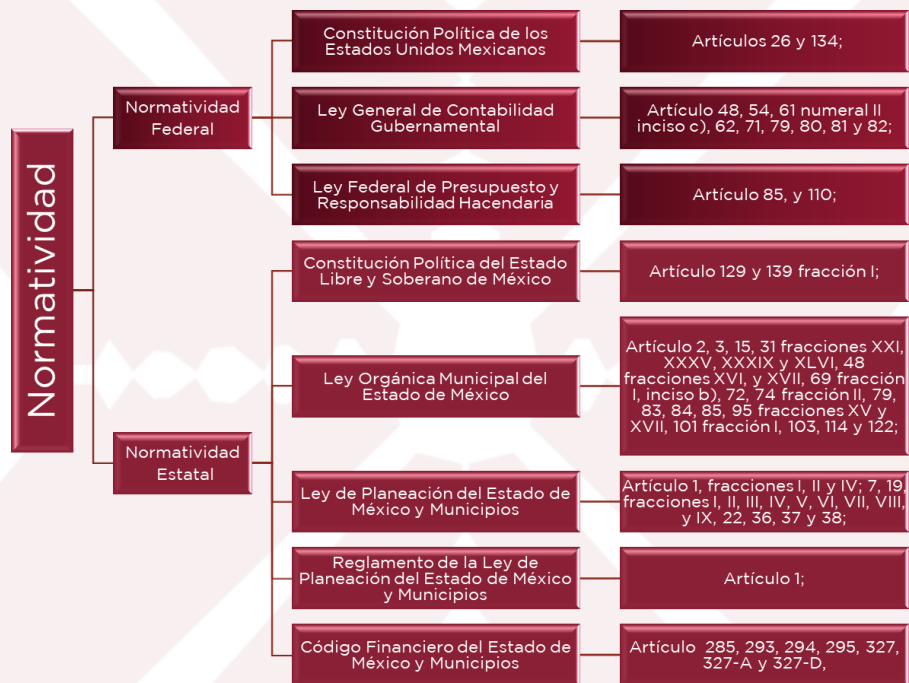 Normatividad
Normatividad
Federal
Constitución Política de los
Estados Unidos Mexicanos
Artículos 26 y 134;
Ley General de Contabilidad
Gubernamental
Artículo 48, 54, 61 numeral II
inciso c), 62, 71, 79, 80, 81 y 82;
Ley Federal de Presupuesto y
Responsabilidad Hacendaria
Artículo 85, y 110;
Normatividad
Estatal
Constitución Política del Estado
Libre y Soberano de México
Artículo 129 y 139 fracción I;
Ley Orgánica Municipal del
Estado de México
Artículo 2, 3, 15, 31 fracciones XXI,
XXXV, XXXIX y XLVI, 48
fracciones XVI, y XVII, 69 fracción
I, inciso b), 72, 74 fracción II, 79,
83, 84, 85, 95 fracciones XV y
XVII, 101 fracción I, 103, 114 y 122;
Ley de Planeación del Estado de
México y Municipios
Artículo 1, fracciones I, II y IV; 7, 19,
fracciones I, II, III, IV, V, VI, VII, VIII,
y IX, 22, 36, 37 y 38;
Reglamento de la Ley de
Planeación del Estado de México
y Municipios
Artículo 1;
Código Financiero del Estado de
México y Municipios
Artículo  285, 293, 294, 295, 327,
327-A y 327-D,